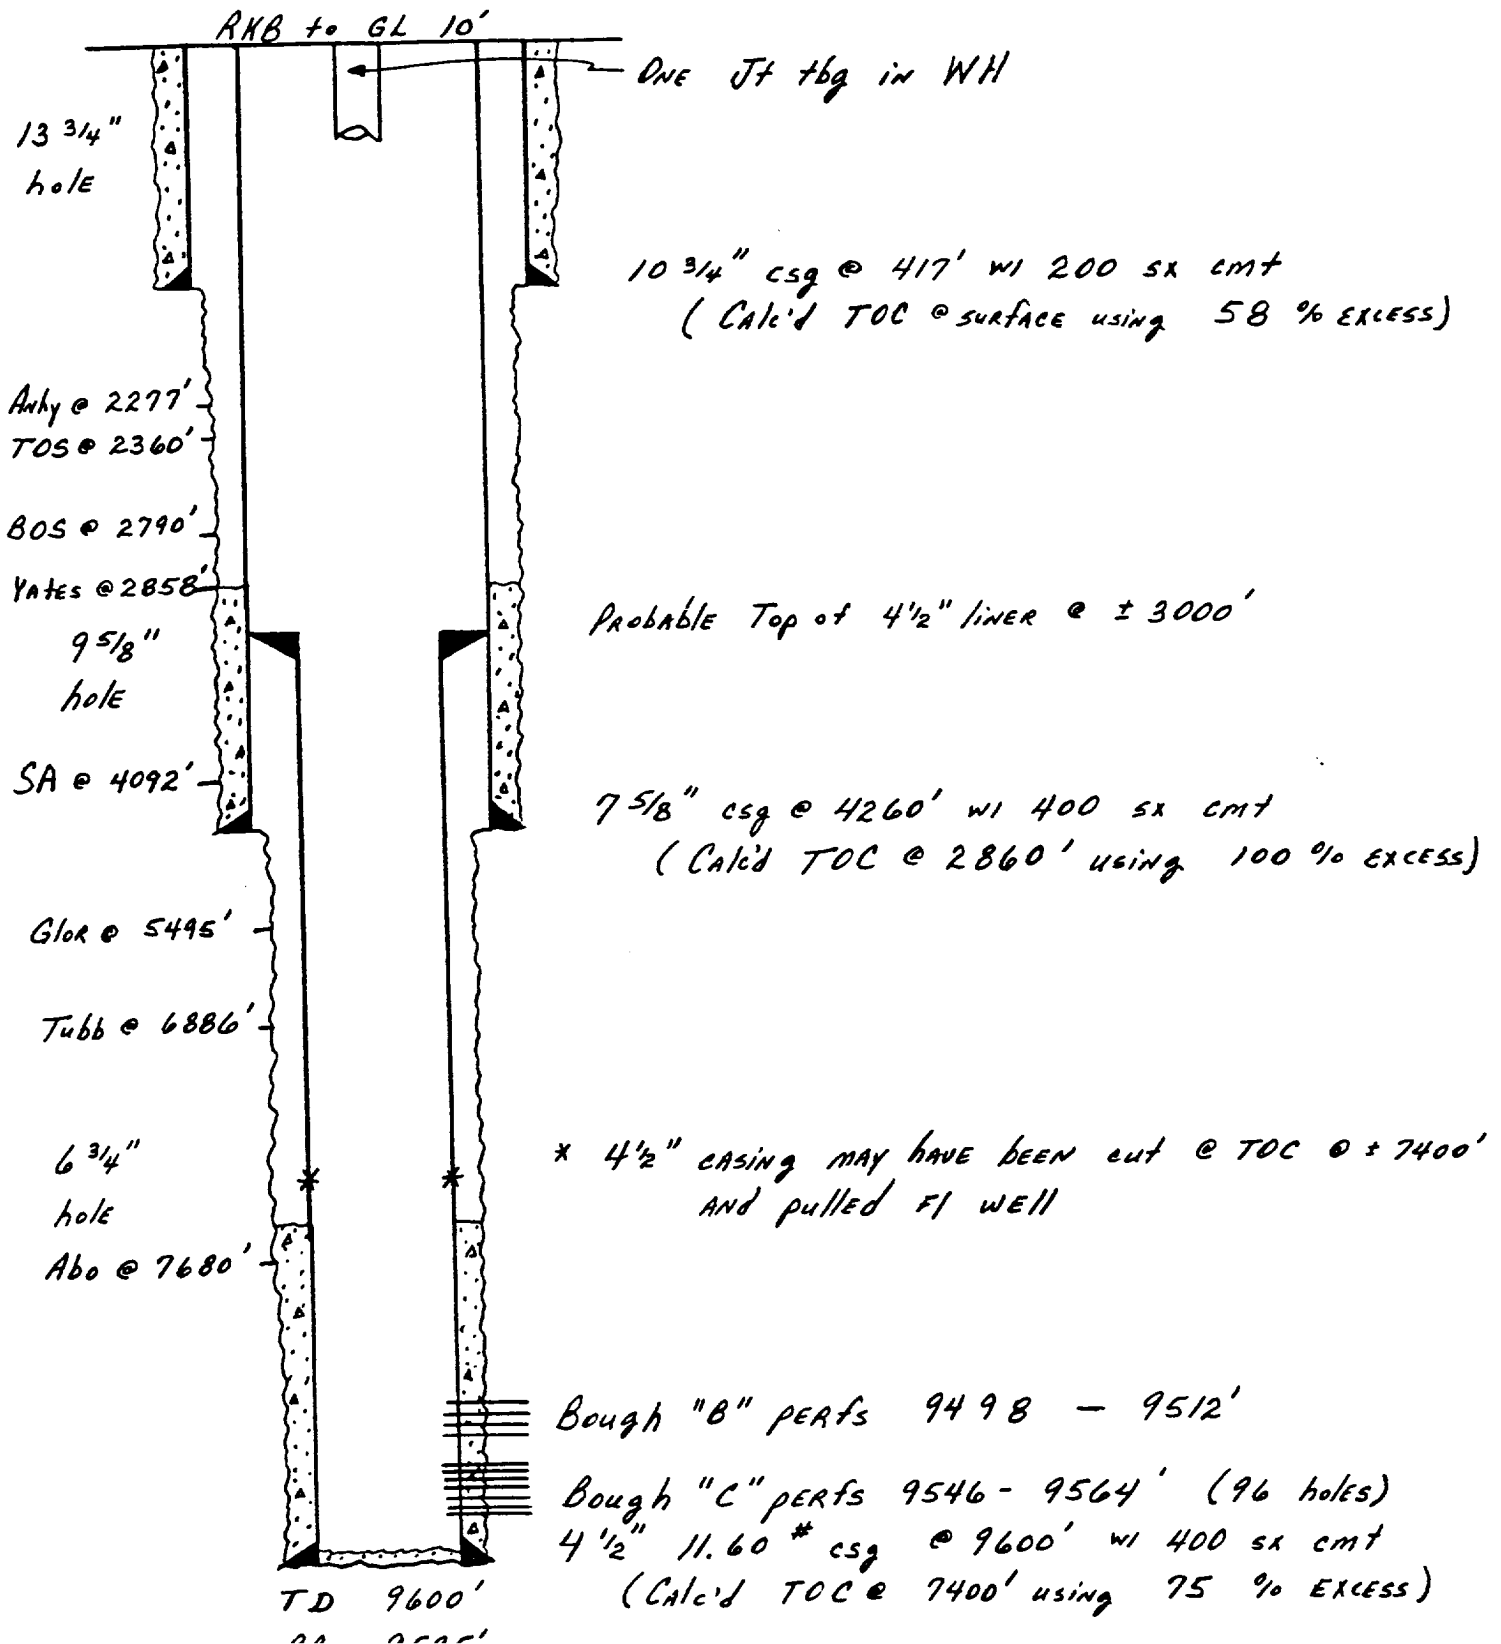 RKB to GL 10'
ONE Jt tbg in WH
13 3/4"
hole
10 3/4" csg @ 417' w/ 200 sx cmt
(Calc'd TOC @ surface using 58 % EXCESS)
Anhy @ 2277'
TOS @ 2360'
BOS @ 2790'
Yates @ 2858'
Probable Top of 4 1/2" liner @ ± 3000'
9 5/8"
hole
SA @ 4092'
7 5/8" csg @ 4260' w/ 400 sx cmt
(Calc'd TOC @ 2860' using 100 % EXCESS)
Glor @ 5495'
Tubb @ 6886'
6 3/4"
hole
* 4 1/2" casing may have been cut @ TOC @ ± 7400'
And pulled F/ well
Abo @ 7680'
Bough "B" perfs 9498 - 9512'
Bough "C" perfs 9546 - 9564' (96 holes)
4 1/2" 11.60 # csg @ 9600' w/ 400 sx cmt
(Calc'd TOC @ 7400' using 75 % EXCESS)
TD 9600'